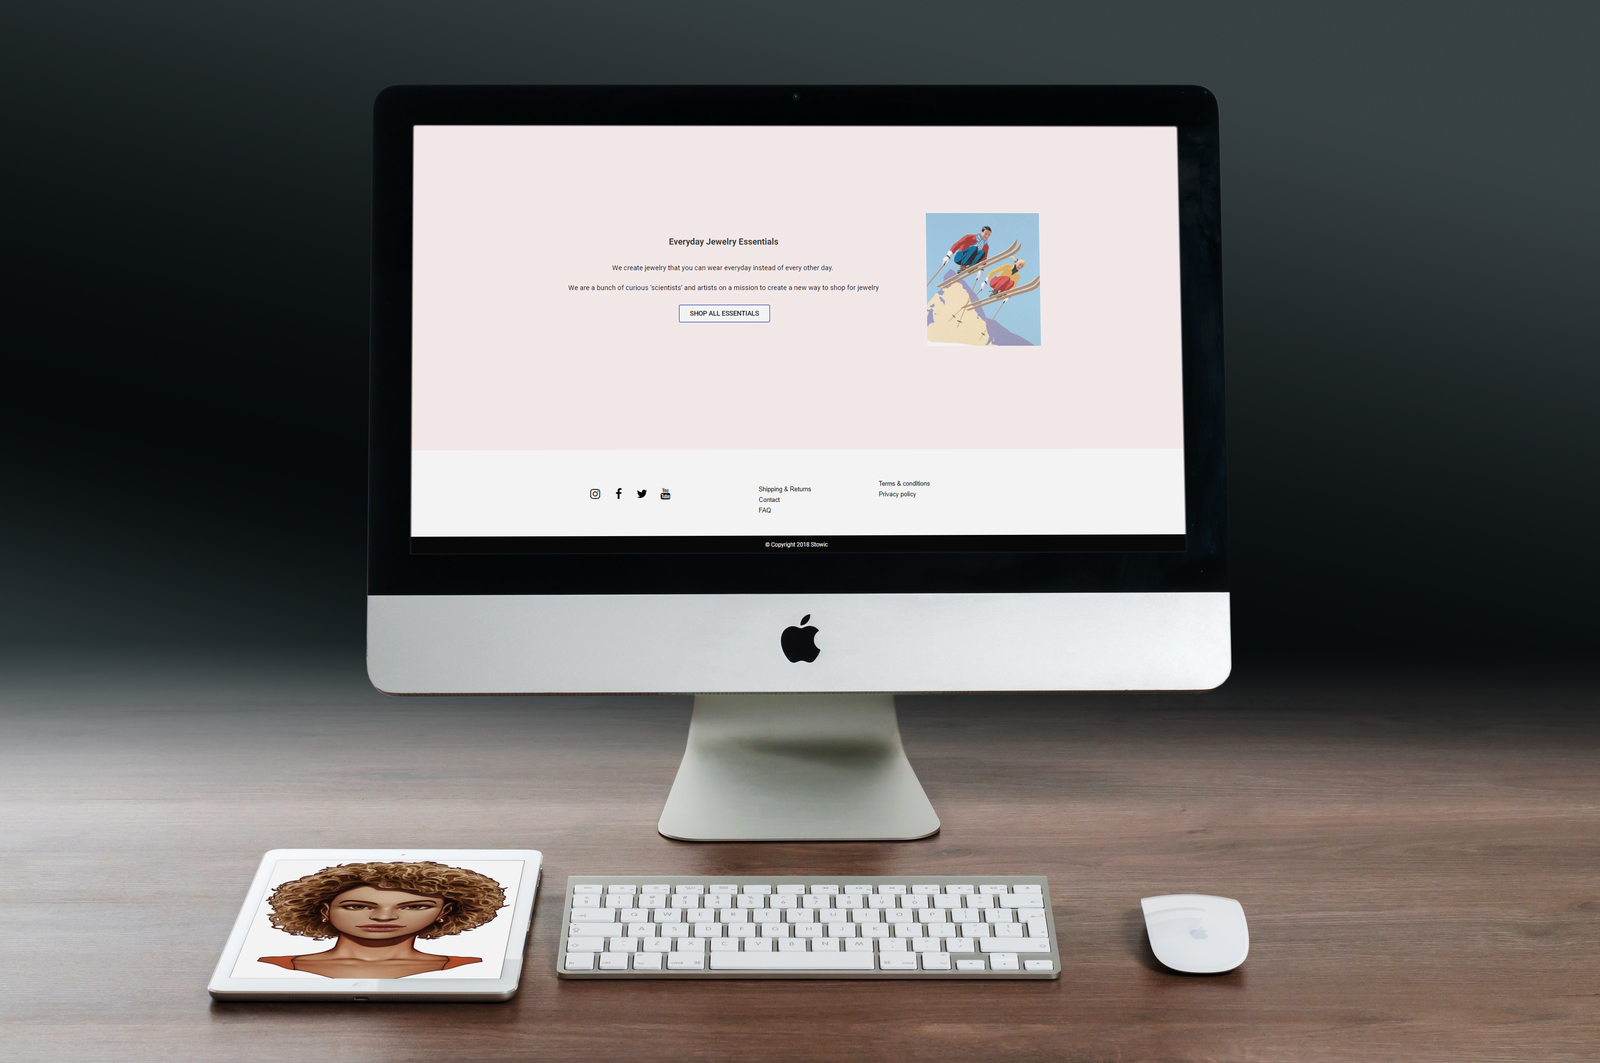 Everyday Jewelry Essentials
We create jewelry that you can wear everyday instead of every other day.
We are a bunch of curious 'scientists' and artists on a mission to create a new way to shop for jewelry
SHOP ALL ESSENTIALS
You
Tube
Shipping & Returns
Contact
FAQ
Terms & conditions
Privacy policy
© Copyright 2018 Stowic
Q W E R T Y U I O P
A S D F G H J K L
Z X C V B N M